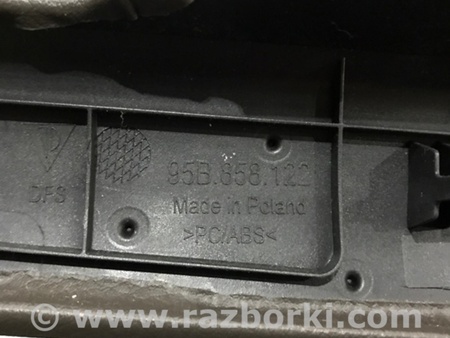 95B.858.122
Made in Poland
DFS
>PC/ABS<
© www.razborki.com